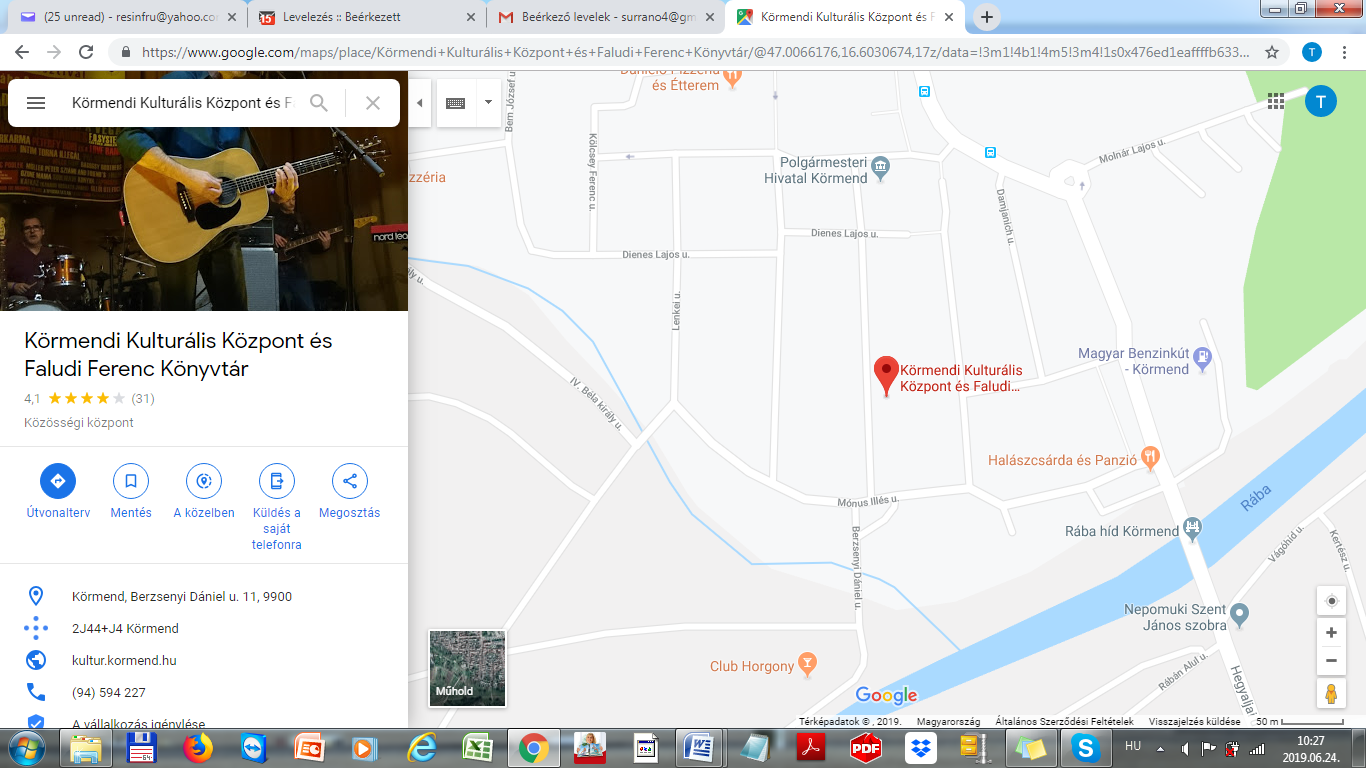 (25 unread) - resinfru@yahoo.co
Levelezés :: Beérkezett
Beérkező levelek - surrano4@gm
Körmendi Kulturális Központ és F
https://www.google.com/maps/place/Körmendi+Kulturális+Központ+és+Faludi+Ferenc+Könyvtár/@47.0066176,16.6030674,17z/data=!3m1!4b1!4m5!3m4!1s0x476ed1eaffffb633...
T
Körmendi Kulturális Központ és Fa
Körmendi Kulturális Központ és
Faludi Ferenc Könyvtár
4,1 (31)
Közösségi központ
Útvonalterv
Mentés
A közelben
Küldés a
saját
telefonra
Megosztás
Körmend, Berzsenyi Dániel u. 11, 9900
2J44+J4 Körmend
kultur.kormend.hu
(94) 594 227
A vállalkozás igénylése
Bem József u.
Kölcsey Ferenc u.
és Étterem
zzéria
Polgármesteri
Hivatal Körmend
Molnár Lajos u.
T
Damjanich u.
Dienes Lajos u.
Dienes Lajos u.
Lenkei u.
IV. Béla király u.
Magyar Benzinkút
- Körmend
Körmendi Kulturális
Központ és Faludi...
Halászcsárda és Panzió
Mónus Illés u.
Rába
Rába híd Körmend
Vágóhíd u.
Kertész u.
Berzsenyi Dániel u.
Nepomuki Szent
János szobra
Club Horgony
Rábán Alul u.
Hegyaljai
Műhold
Google
Térképadatok © , 2019. Magyarország Általános Szerződési Feltételek Visszajelzés küldése 50 m
HU
10:27
2019.06.24.